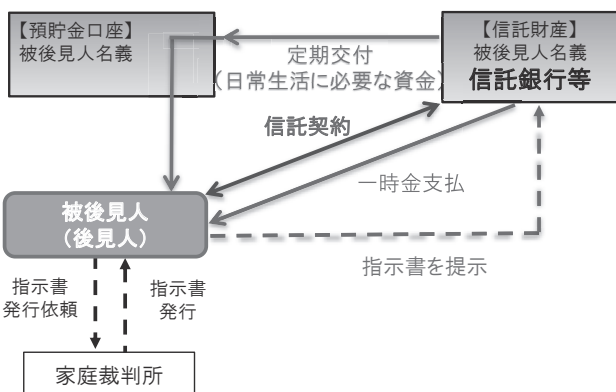 【預貯金口座】
被後見人名義
【信託財産】
被後見人名義
信託銀行等
定期交付
(日常生活に必要な資金)
信託契約
一時金支払
被後見人
(後見人)
指示書を提示
指示書
発行依頼
指示書
発行
家庭裁判所